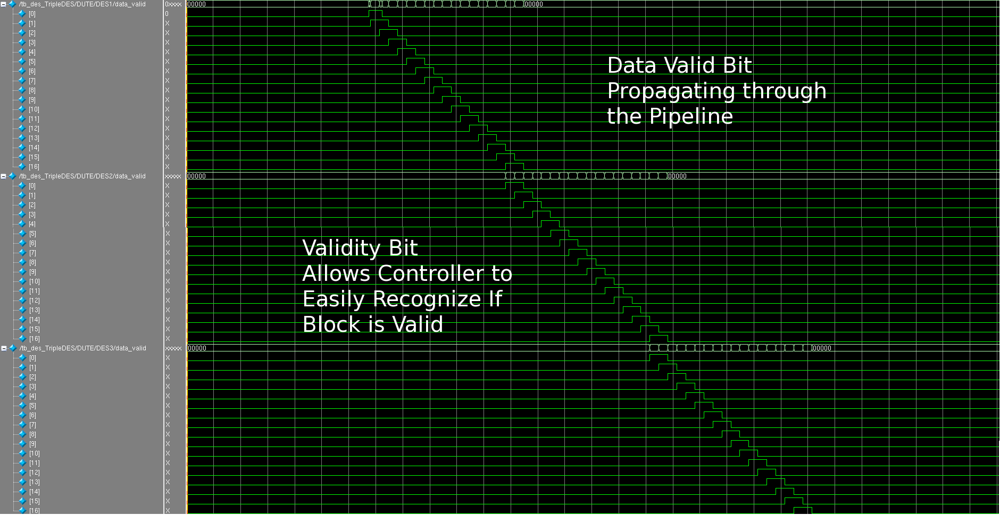 /tb_des_TripleDES/DUTE/DES1/data_valid 0xxxx 00000 00000
[0] 0
[1] X
[2] X
[3] X
[4] X
[5] X
[6] X
[7] X
[8] X
[9] X
[10] X
[11] X
[12] X
[13] X
[14] X
[15] X
[16] X
Data Valid Bit
Propagating through
the Pipeline
/tb_des_TripleDES/DUTE/DES2/data_valid xxxxx 00000 00000
[0] X
[1] X
[2] X
[3] X
[4] X
[5] X
[6] X
[7] X
[8] X
[9] X
[10] X
[11] X
[12] X
[13] X
[14] X
[15] X
[16] X
Validity Bit
Allows Controller to
Easily Recognize If
Block is Valid
/tb_des_TripleDES/DUTE/DES3/data_valid xxxxx 00000 00000
[0] X
[1] X
[2] X
[3] X
[4] X
[5] X
[6] X
[7] X
[8] X
[9] X
[10] X
[11] X
[12] X
[13] X
[14] X
[15] X
[16] X